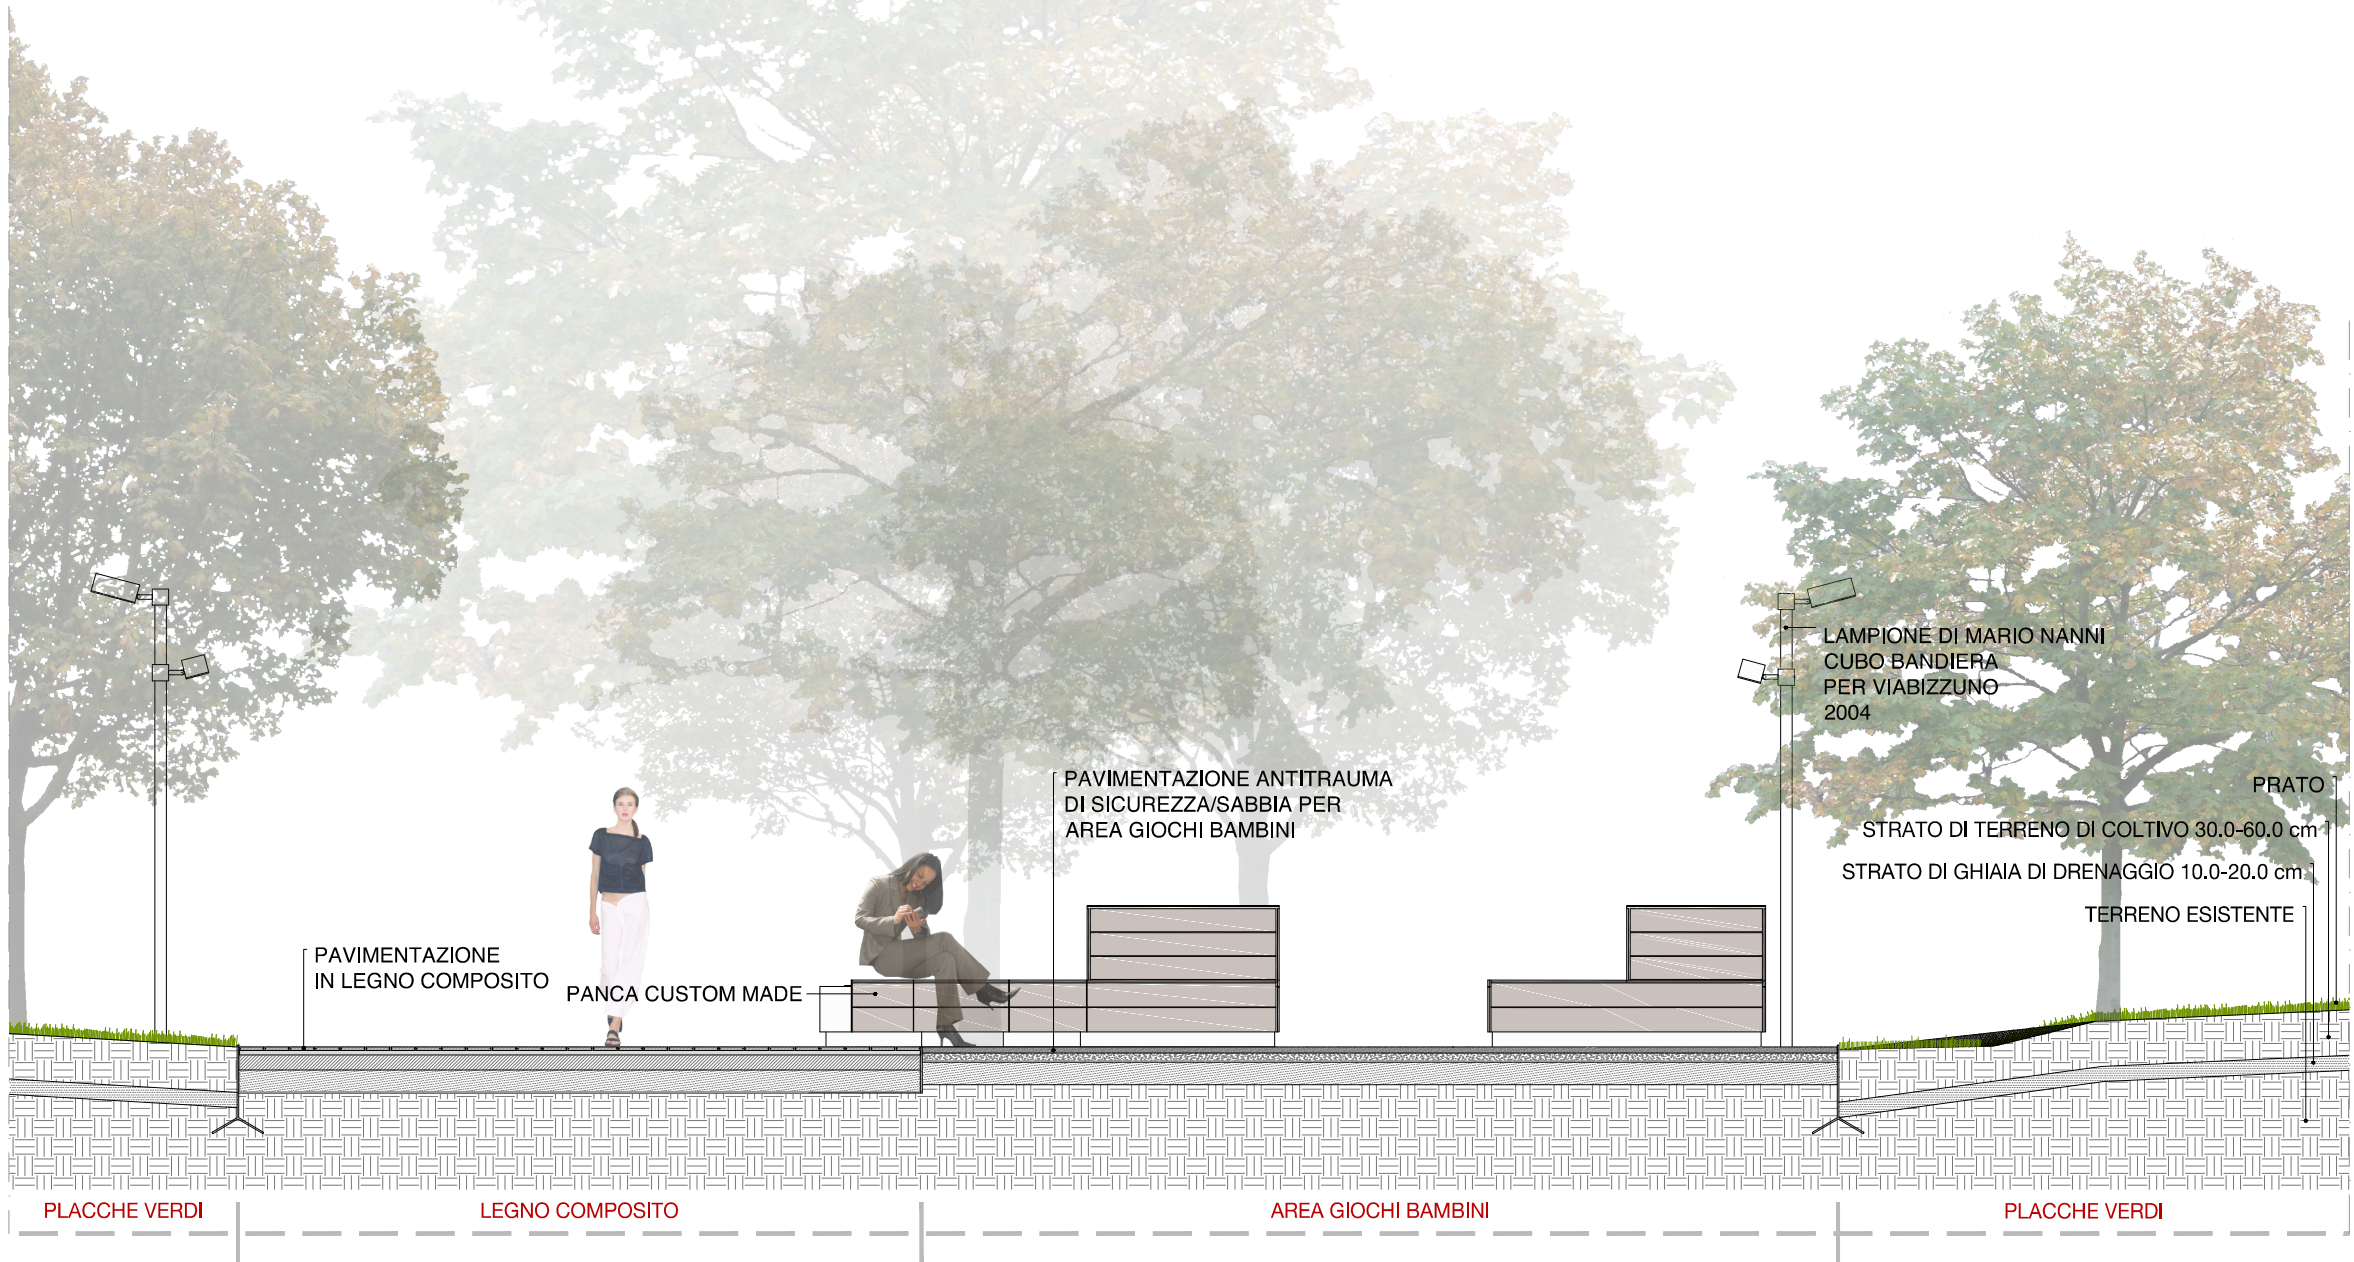 LAMPIONE DI MARIO NANNI
CUBO BANDIERA
PER VIABIZZUNO
2004
PAVIMENTAZIONE ANTITRAUMA
DI SICUREZZA/SABBIA PER
AREA GIOCHI BAMBINI
PRATO
STRATO DI TERRENO DI COLTIVO 30.0-60.0 cm
STRATO DI GHIAIA DI DRENAGGIO 10.0-20.0 cm
TERRENO ESISTENTE
PAVIMENTAZIONE
IN LEGNO COMPOSITO
PANCA CUSTOM MADE
PLACCHE VERDI
LEGNO COMPOSITO
AREA GIOCHI BAMBINI
PLACCHE VERDI